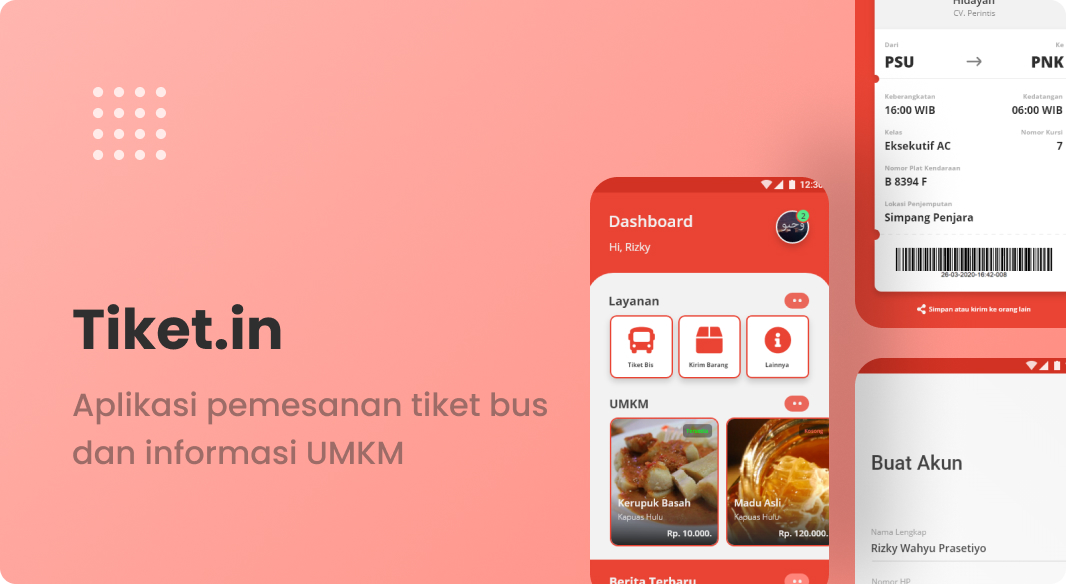 Tiket.in
Aplikasi pemesanan tiket bus
dan informasi UMKM
Dashboard
Hi, Rizky
2
Layanan
Tiket Bis
Kirim Barang
Lainnya
UMKM
Kerupuk Basah
Kapuas Hulu
Rp. 10.000.
Madu Asli
Kapuas Hulu
Rp. 120.000.
Berita Terbaru
Hidayah
CV. Perintis
Dari
Ke
PSU
PNK
Keberangkatan
Kedatangan
16:00 WIB
06:00 WIB
Kelas
Nomor Kursi
Eksekutif AC
7
Nomor Plat Kendaraan
B 8394 F
Lokasi Penjemputan
Simpang Penjara
26-03-2020-16:42-008
Simpan atau kirim ke orang lain
Buat Akun
Nama Lengkap
Rizky Wahyu Prasetiyo
Nomor HP